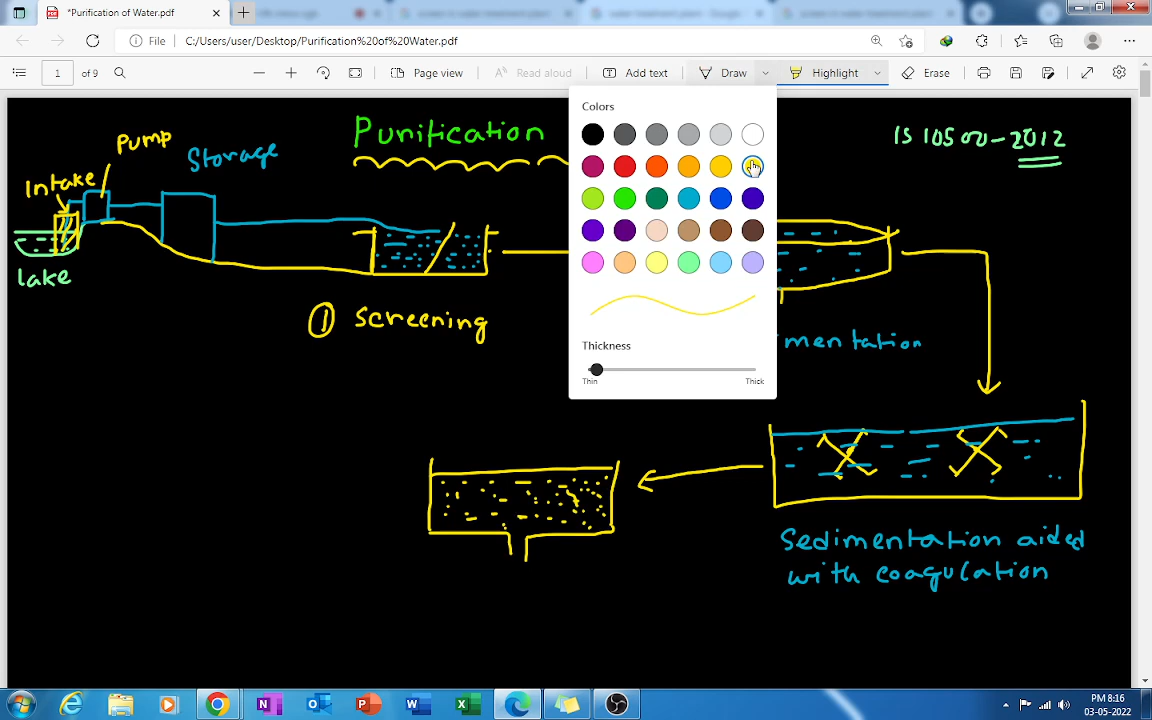 *Purification of Water.pdf
File C:/Users/user/Desktop/Purification%20of%20Water.pdf
1 of 9
Page view
Read aloud
Add text
Draw
Highlight
Erase
Colors
Thickness
Thin Thick
Purification
IS 10500-2012
Pump
Storage
Intake
lake
① Screening
mentation
Sedimentation aided
with coagulation
PM 8:16
03-05-2022